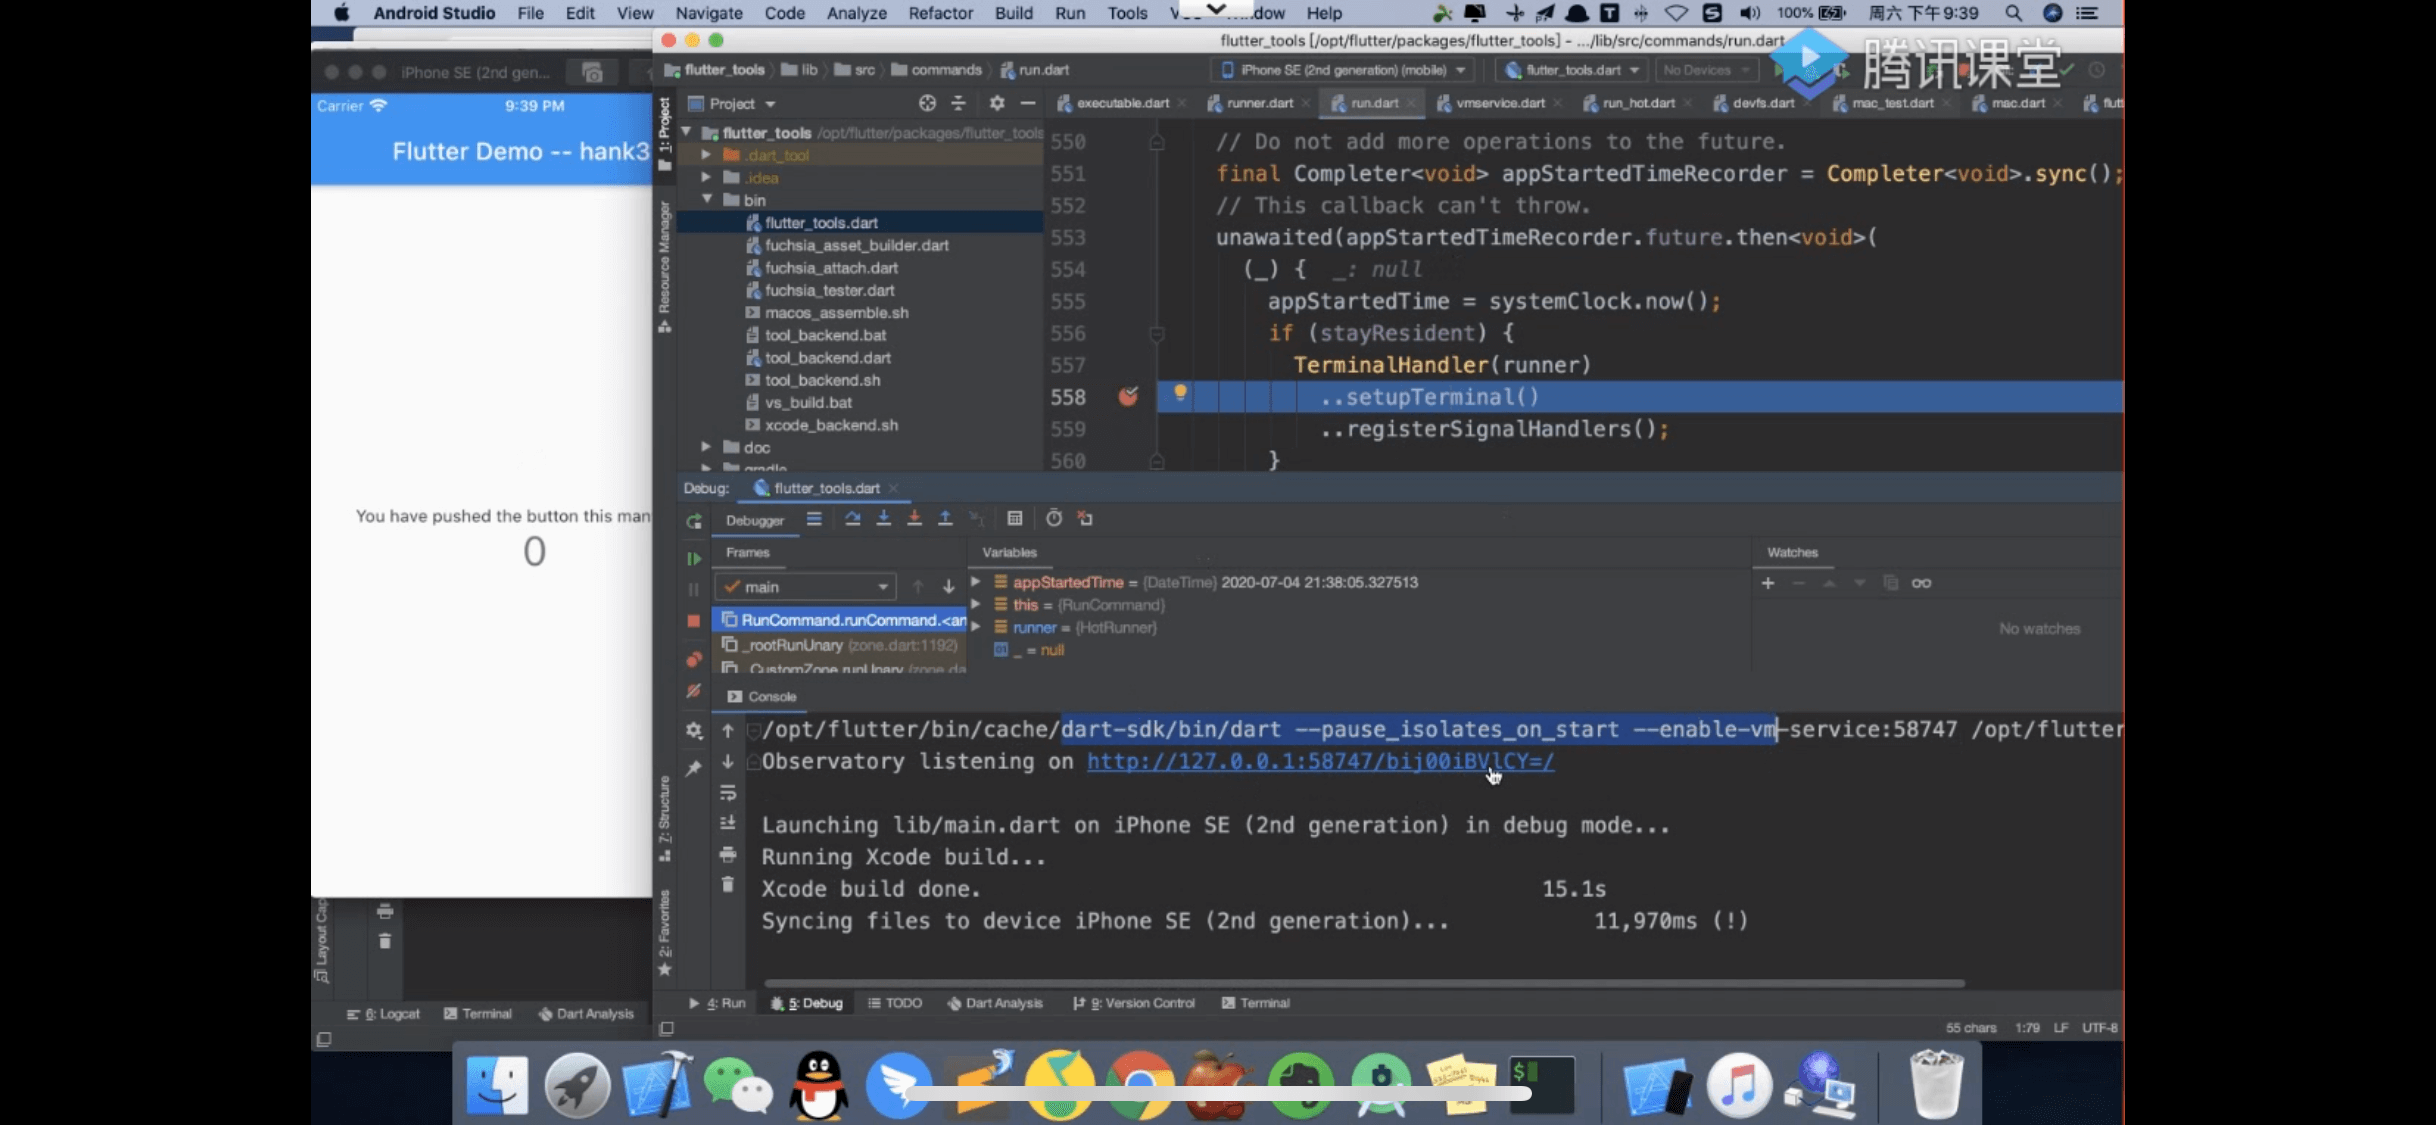 Android Studio File Edit View Navigate Code Analyze Refactor Build Run Tools Help 100% 周六下午9:39
flutter_tools [/opt/flutter/packages/flutter_tools] - .../lib/src/commands/run.dart
腾讯课堂
iPhone SE (2nd gen...
Carrier 9:39 PM
Flutter Demo -- hank3
You have pushed the button this man
0
Layout Cap
6: Logcat Terminal Dart Analysis
flutter_tools lib src commands run.dart iPhone SE (2nd generation) (mobile) flutter_tools.dart No Devices
1: Project
Resource Manager
7: Structure
2: Favorites
Project
executable.dart runner.dart run.dart vmservice.dart run_hot.dart devfs.dart mac_test.dart mac.dart flut
flutter_tools /opt/flutter/packages/flutter_tools
.dart_tool
.idea
bin
flutter_tools.dart
fuchsia_asset_builder.dart
fuchsia_attach.dart
fuchsia_tester.dart
macos_assemble.sh
tool_backend.bat
tool_backend.dart
tool_backend.sh
vs_build.bat
xcode_backend.sh
doc
gradle
550 // Do not add more operations to the future.
551 final Completer<void> appStartedTimeRecorder = Completer<void>.sync();
552 // This callback can't throw.
553 unawaited(appStartedTimeRecorder.future.then<void>(
554 (_) { _: null
555 appStartedTime = systemClock.now();
556 if (stayResident) {
557 TerminalHandler(runner)
558 ..setupTerminal()
559 ..registerSignalHandlers();
560 }
Debug: flutter_tools.dart
Debugger
Frames Variables Watches
main
RunCommand.runCommand.<an
_rootRunUnary (zone.dart:1192)
_CustomZone.runUnary (zone.da
appStartedTime = {DateTime} 2020-07-04 21:38:05.327513
this = {RunCommand}
runner = {HotRunner}
_ = null
No watches
Console
/opt/flutter/bin/cache/dart-sdk/bin/dart --pause_isolates_on_start --enable-vm-service:58747 /opt/flutter
Observatory listening on http://127.0.0.1:58747/bij00iBVlCY=/
Launching lib/main.dart on iPhone SE (2nd generation) in debug mode...
Running Xcode build...
Xcode build done. 15.1s
Syncing files to device iPhone SE (2nd generation)... 11,970ms (!)
4: Run 5: Debug TODO Dart Analysis 9: Version Control Terminal
55 chars 1:79 LF UTF-8